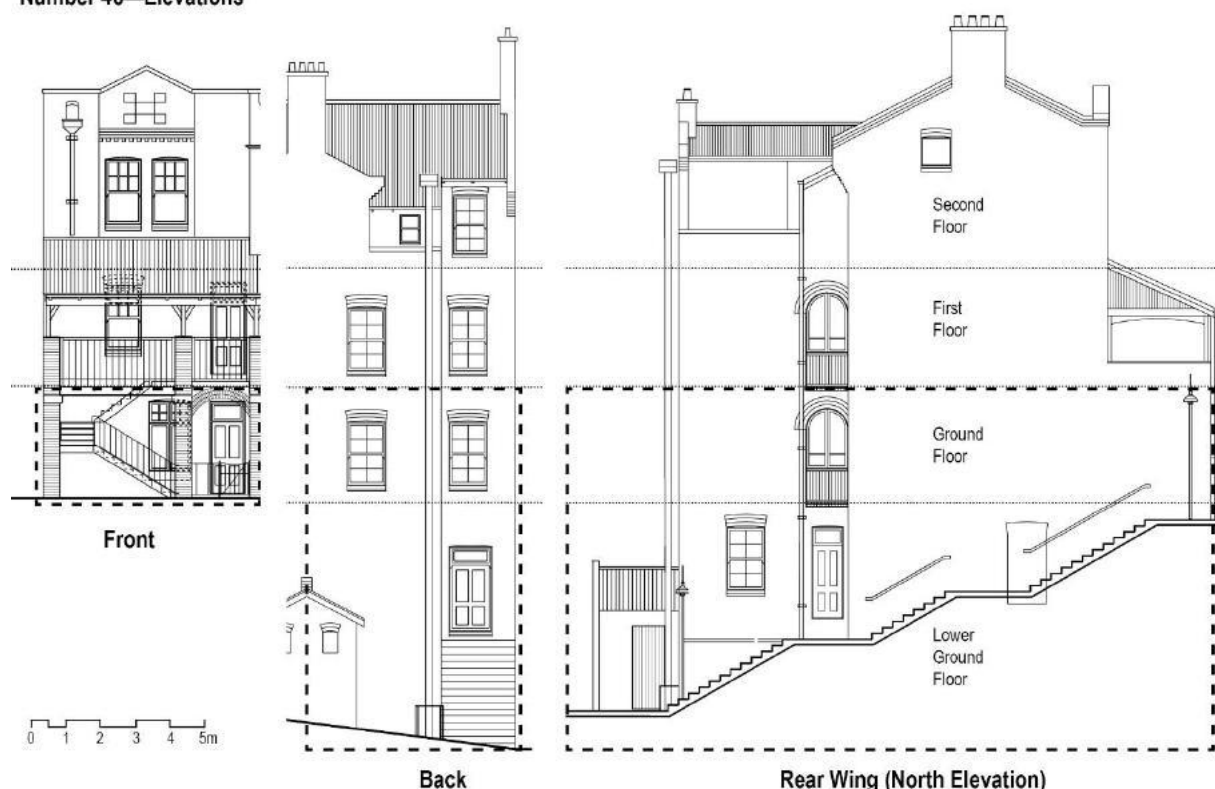 Second
Floor
First
Floor
Ground
Floor
Front
Lower
Ground
Floor
0 1 2 3 4 5m
Back
Rear Wing (North Elevation)